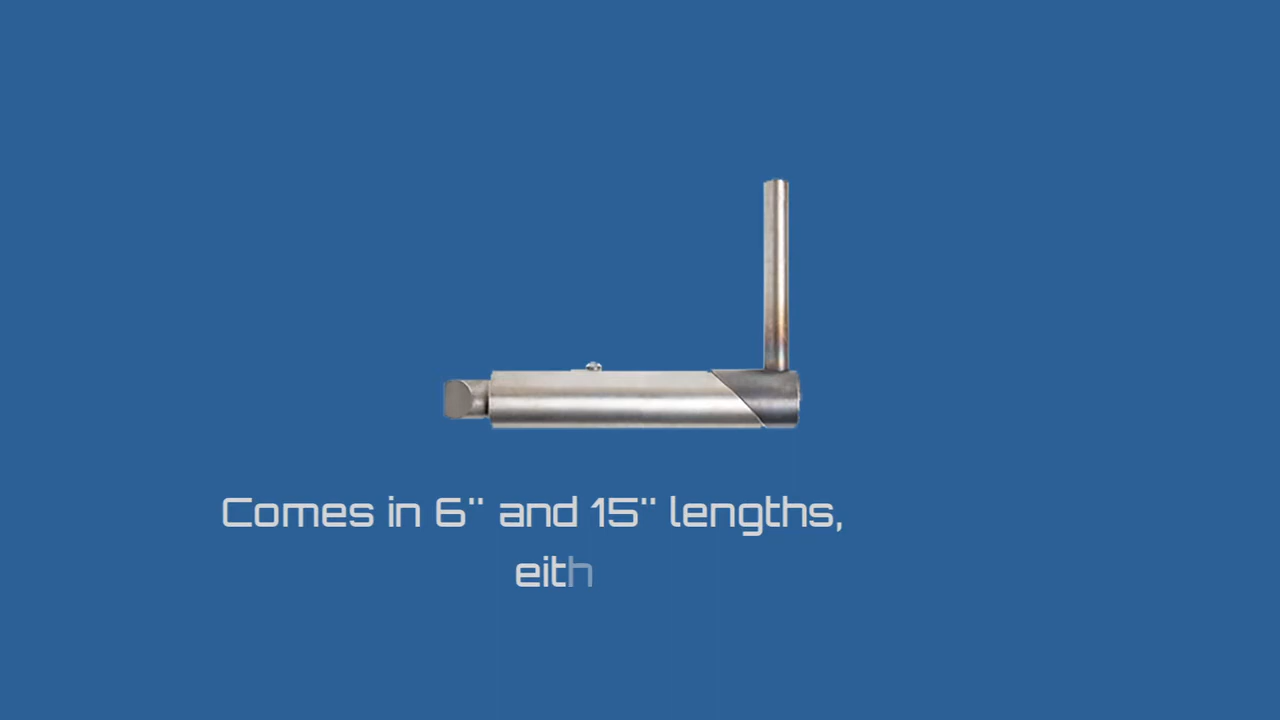 Comes in 6" and 15" lengths,
eith